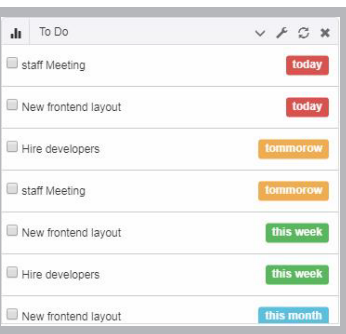 To Do
staff Meeting today
New frontend layout today
Hire developers tommorow
staff Meeting tommorow
New frontend layout this week
Hire developers this week
New frontend layout this month